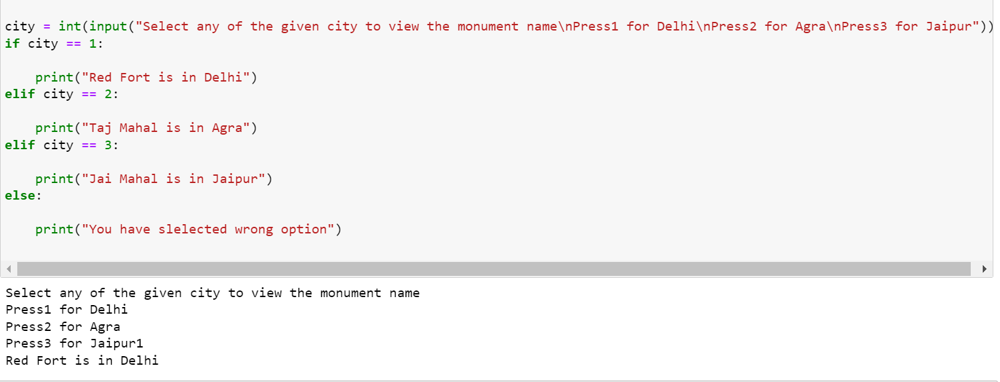 city = int(input("Select any of the given city to view the monument name\nPress1 for Delhi\nPress2 for Agra\nPress3 for Jaipur"))
if city == 1:
    print("Red Fort is in Delhi")
elif city == 2:
    print("Taj Mahal is in Agra")
elif city == 3:
    print("Jai Mahal is in Jaipur")
else:
    print("You have slelected wrong option")
Select any of the given city to view the monument name
Press1 for Delhi
Press2 for Agra
Press3 for Jaipur1
Red Fort is in Delhi